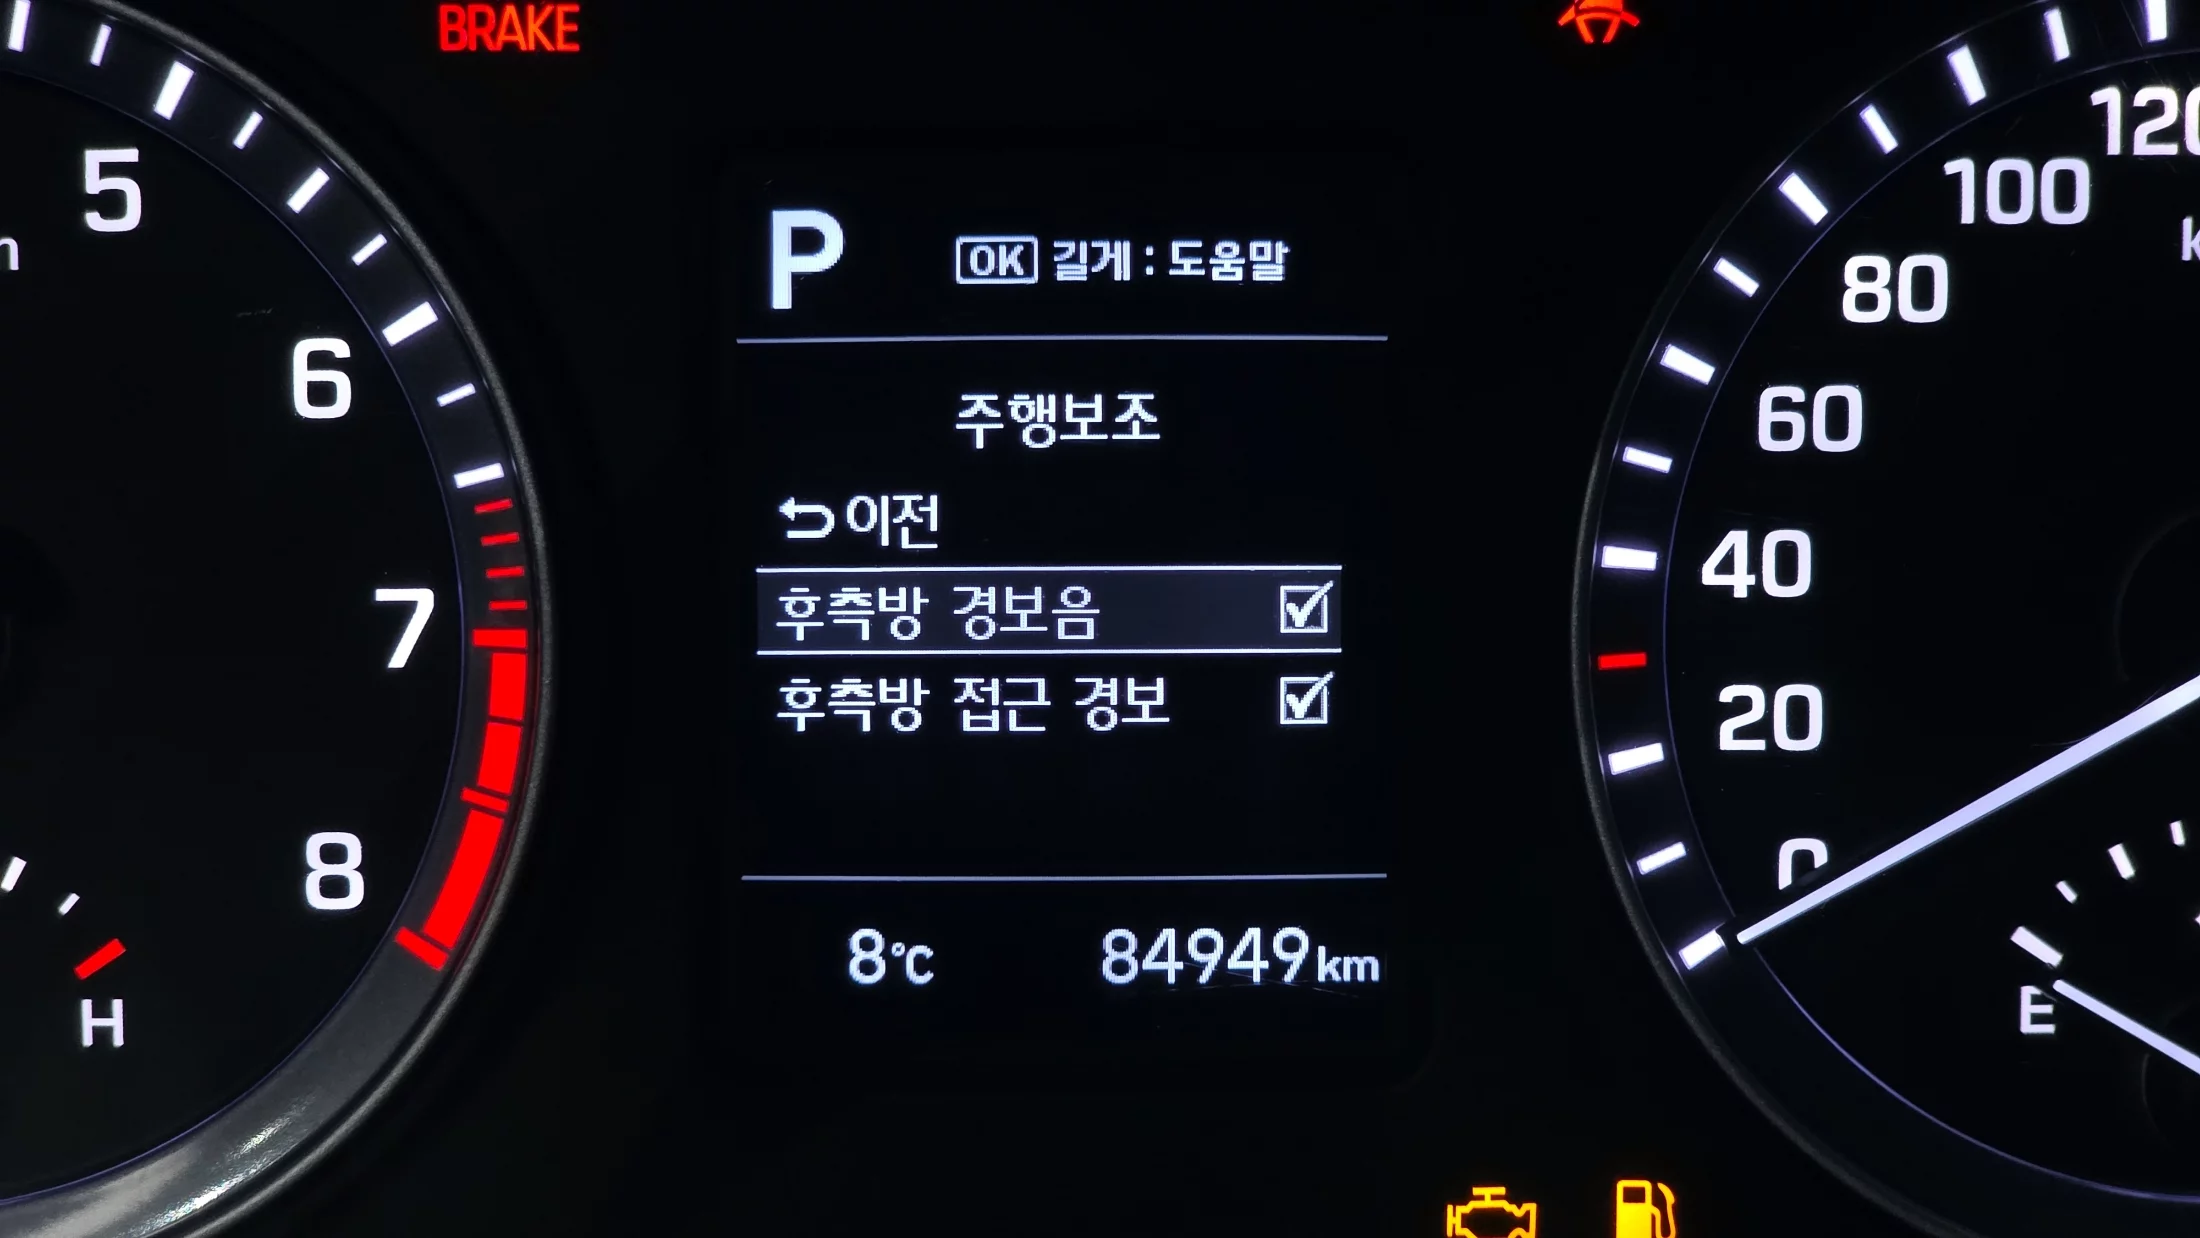 BRAKE
P
OK 길게 : 도움말
주행보조
이전
후측방 경보음
후측방 접근 경보
8℃
84949km
5
6
7
8
H
120
100
80
60
40
20
0
E